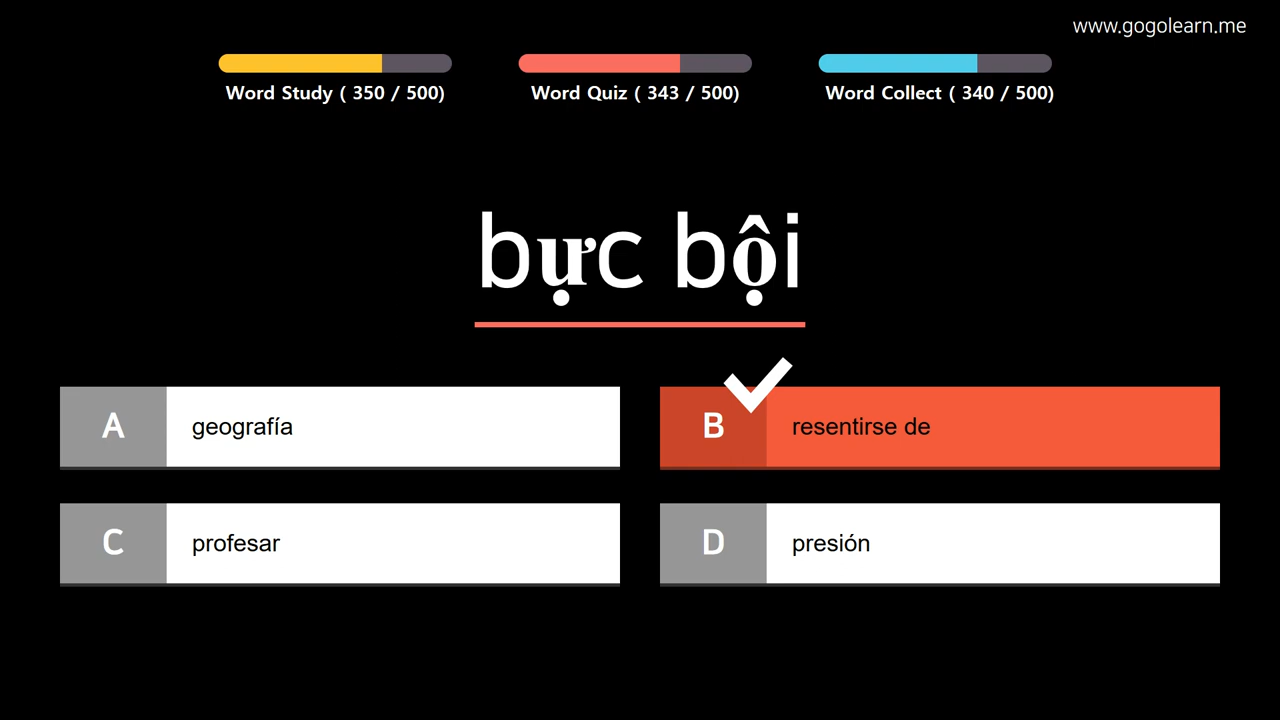 www.gogolearn.me
Word Study ( 350 / 500)
Word Quiz ( 343 / 500)
Word Collect ( 340 / 500)
bực bội
A geografía
B resentirse de
C profesar
D presión